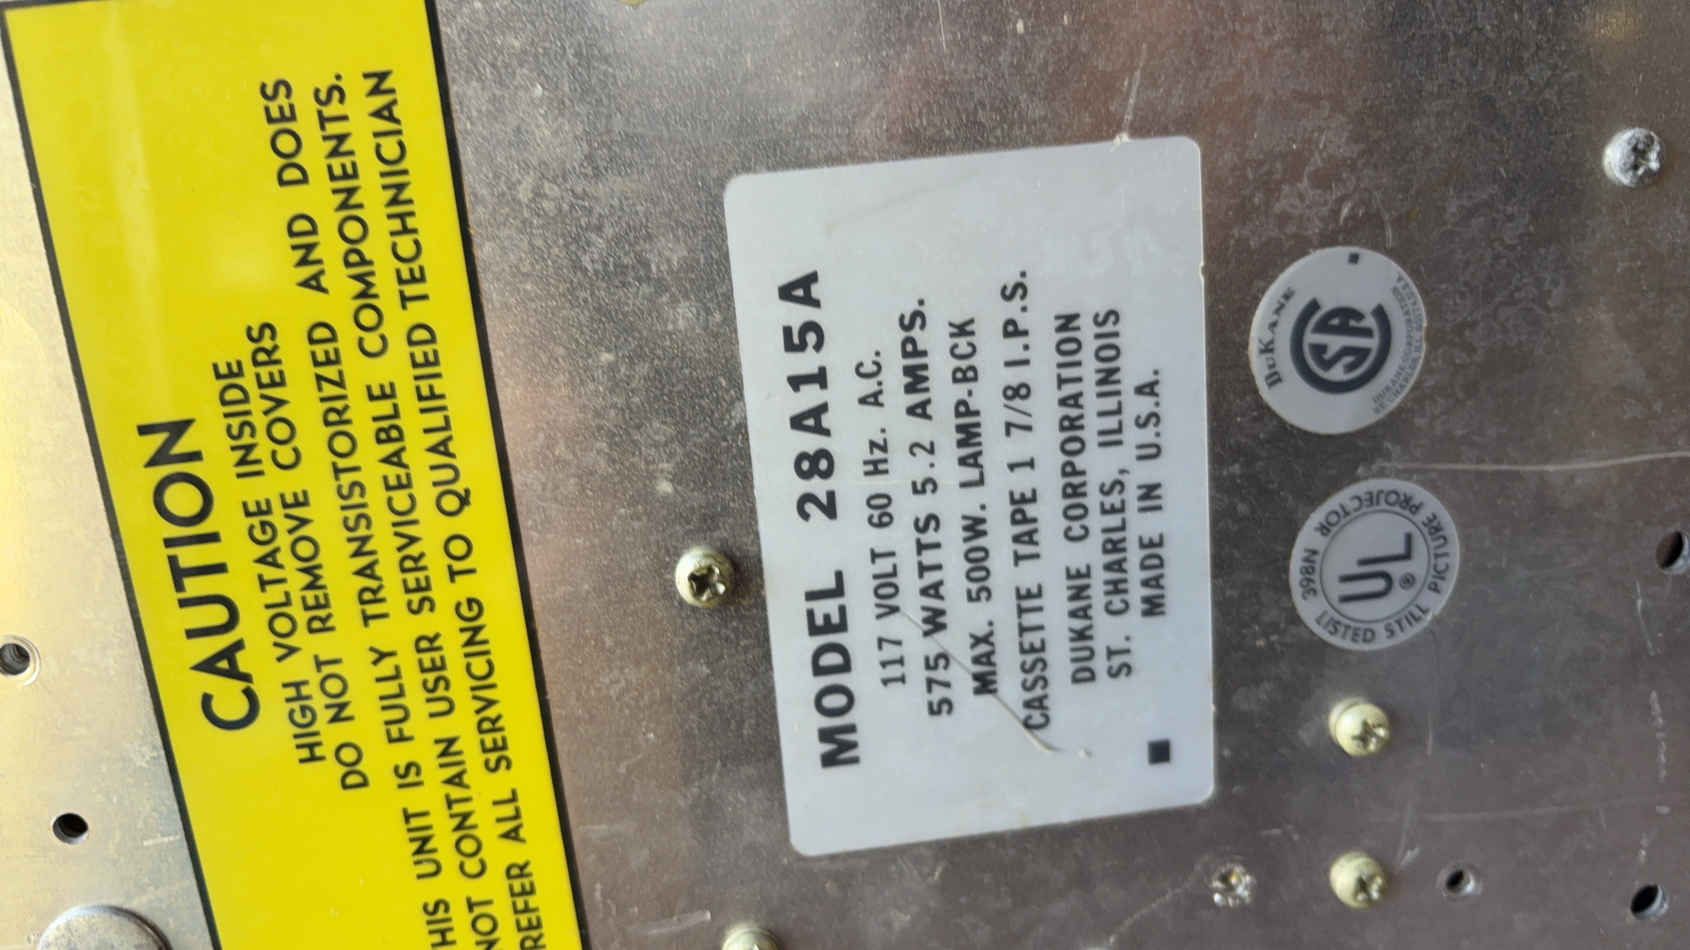 CAUTION
HIGH VOLTAGE INSIDE
DO NOT REMOVE COVERS
THIS UNIT IS FULLY TRANSISTORIZED AND DOES
NOT CONTAIN USER SERVICEABLE COMPONENTS.
REFER ALL SERVICING TO QUALIFIED TECHNICIAN
MODEL 28A15A
117 VOLT 60 Hz. A.C.
575 WATTS 5.2 AMPS.
MAX. 500W. LAMP-BCK
CASSETTE TAPE 1 7/8 I.P.S.
DUKANE CORPORATION
ST. CHARLES, ILLINOIS
MADE IN U.S.A.
DUKANE
SA
398N
UL
®
LISTED STILL PICTURE PROJECTOR